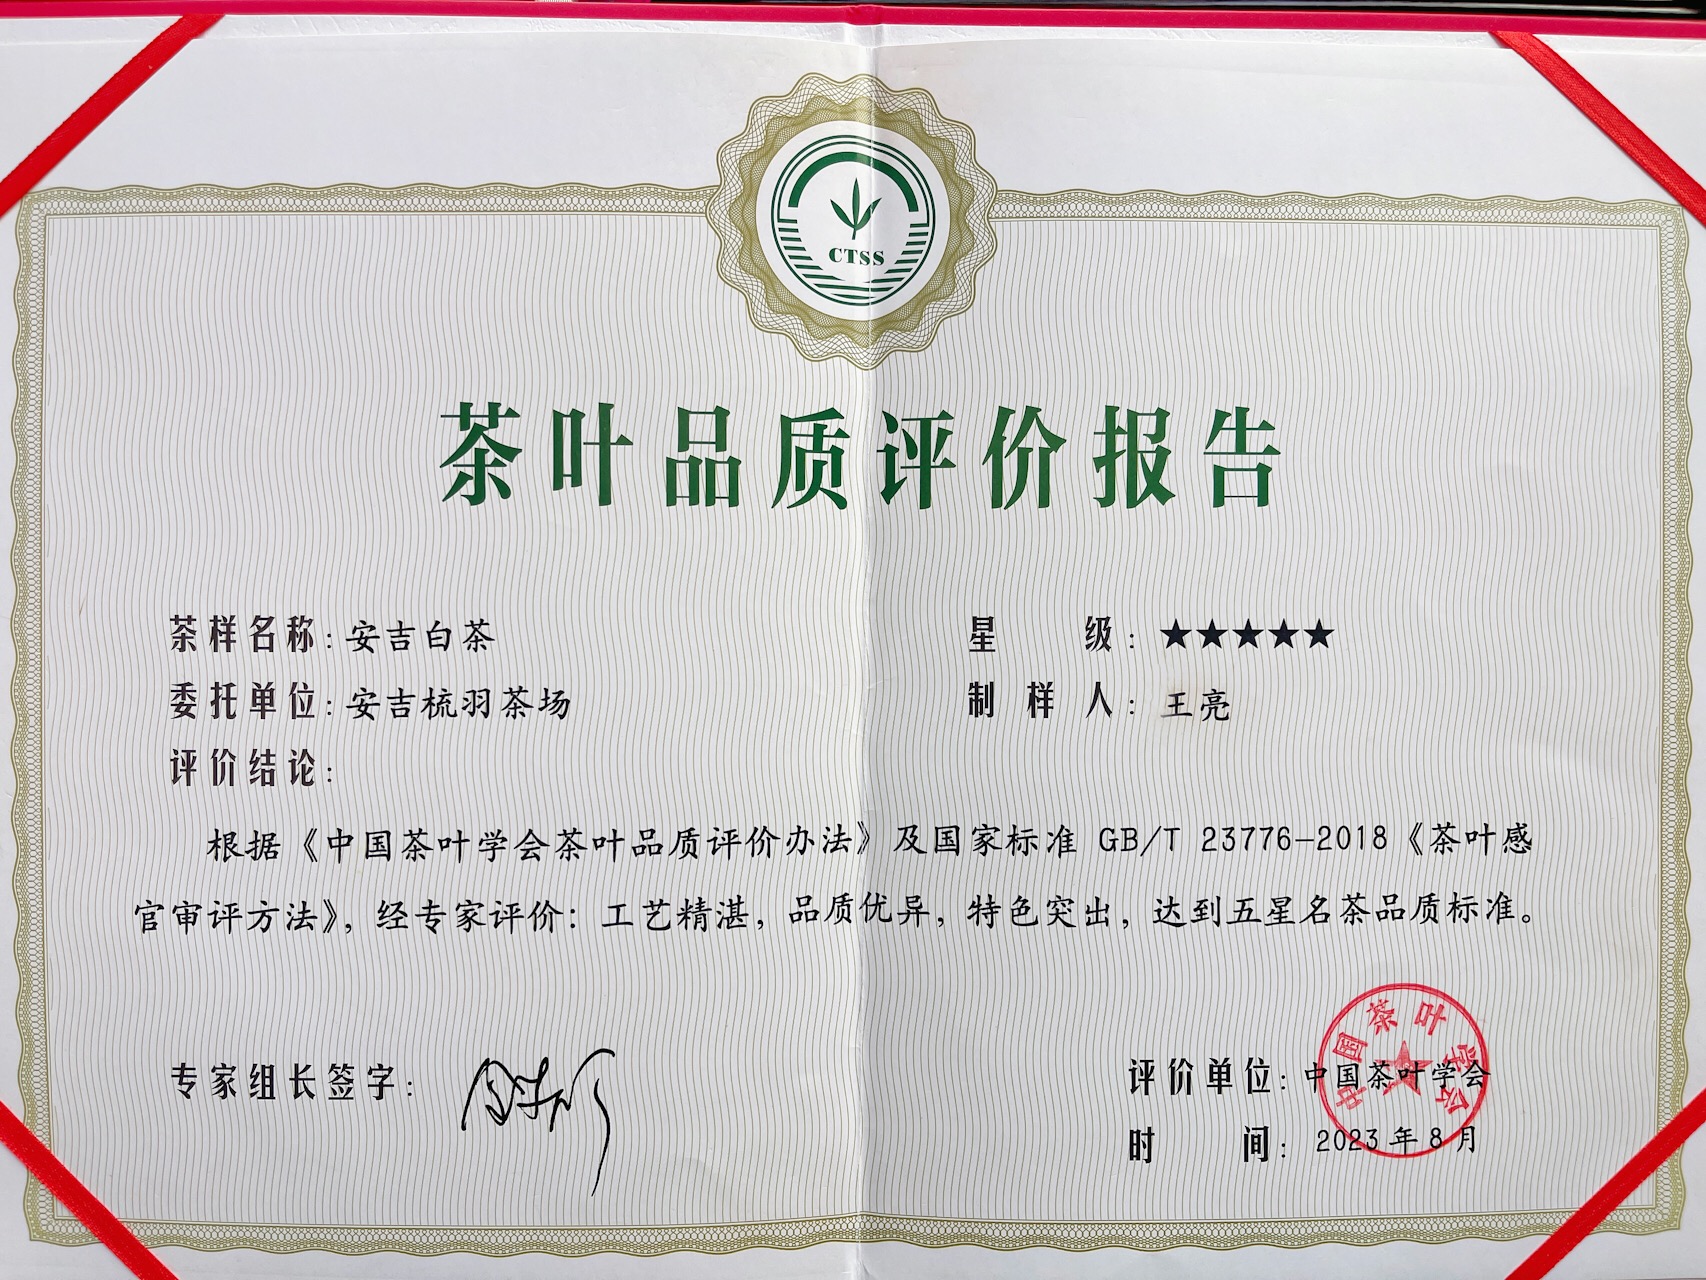 CTSS
茶叶品质评价报告
茶样名称：安吉白茶
星 级：★★★★★
委托单位：安吉梳羽茶场
制样人：王亮
评价结论：
根据《中国茶叶学会茶叶品质评价办法》及国家标准 GB/T 23776-2018《茶叶感
官审评方法》，经专家评价：工艺精湛，品质优异，特色突出，达到五星名茶品质标准。
专家组长签字：
评价单位：中国茶叶学会
时 间：2023年8月
中国茶叶学会